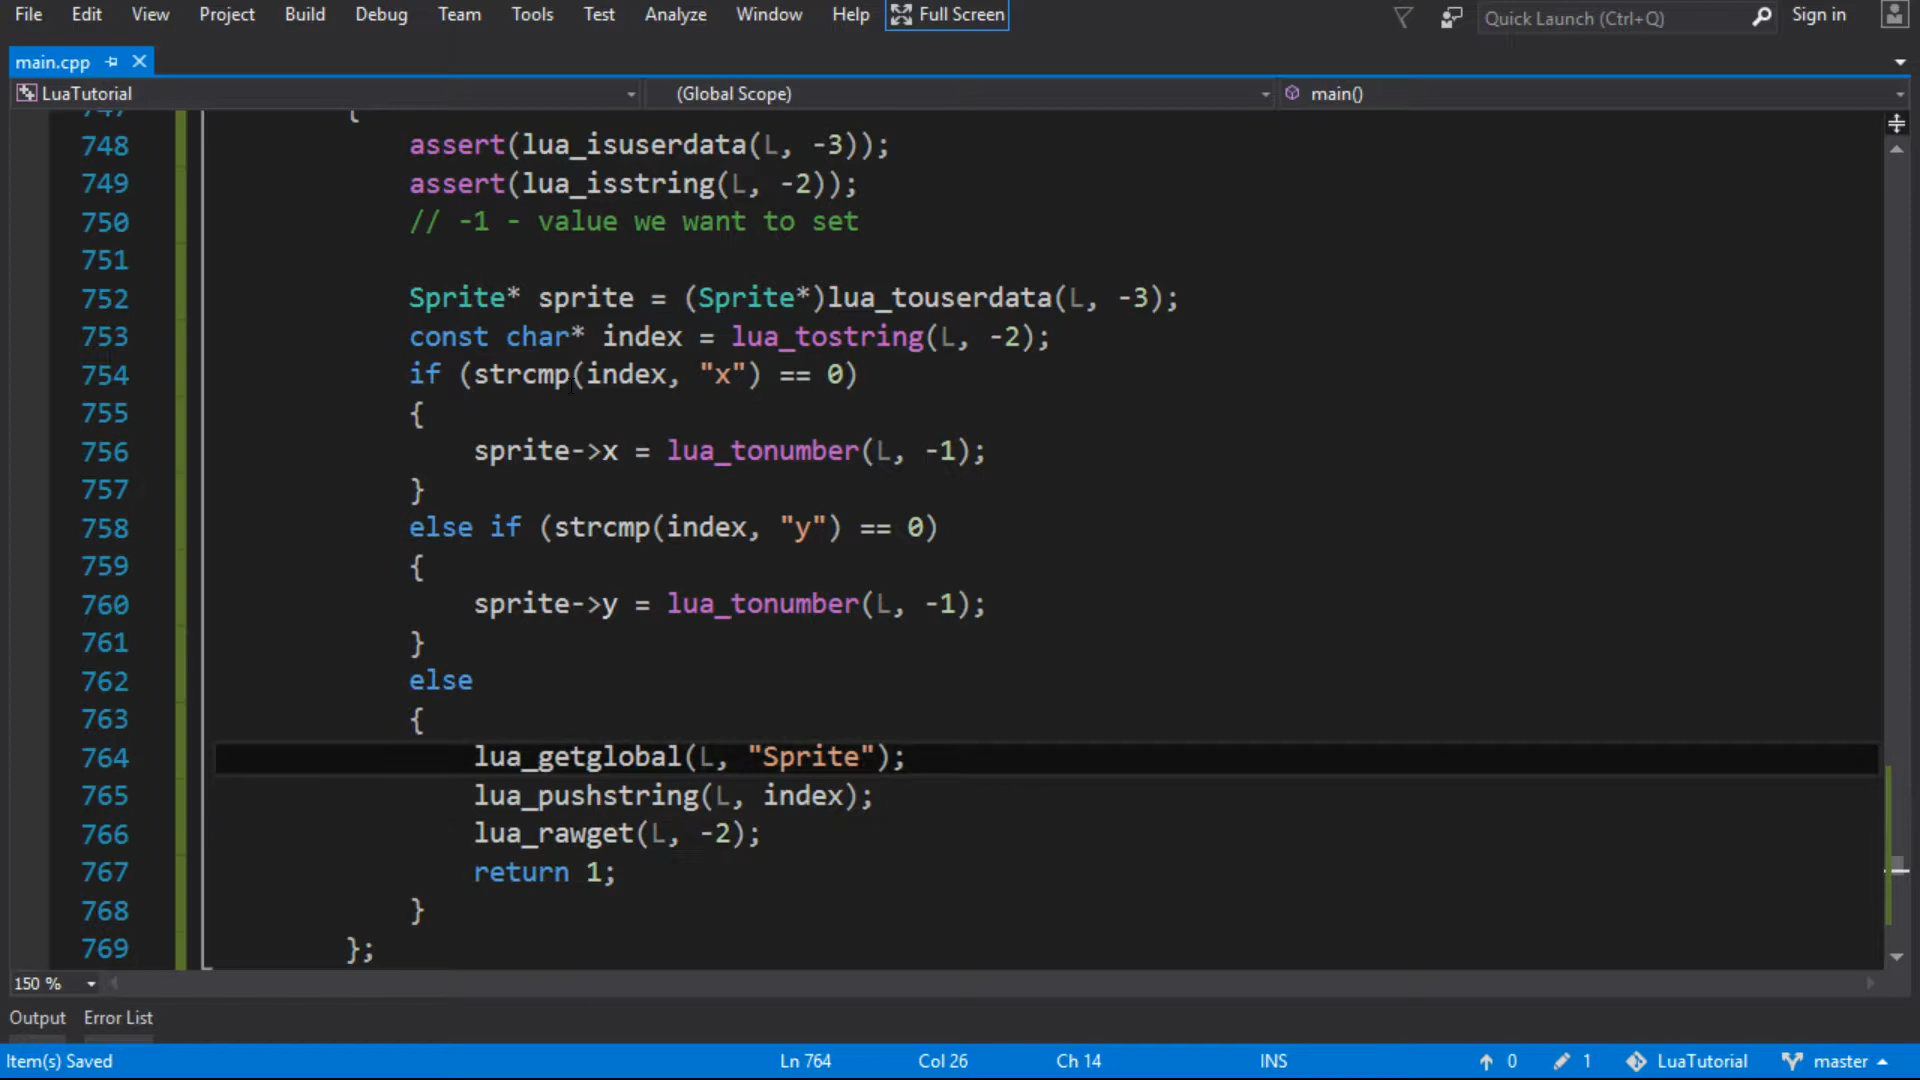 File Edit View Project Build Debug Team Tools Test Analyze Window Help Full Screen Quick Launch (Ctrl+Q) Sign in
main.cpp
LuaTutorial (Global Scope) main()
747 {
748 assert(lua_isuserdata(L, -3));
749 assert(lua_isstring(L, -2));
750 // -1 - value we want to set
751
752 Sprite* sprite = (Sprite*)lua_touserdata(L, -3);
753 const char* index = lua_tostring(L, -2);
754 if (strcmp(index, "x") == 0)
755 {
756 sprite->x = lua_tonumber(L, -1);
757 }
758 else if (strcmp(index, "y") == 0)
759 {
760 sprite->y = lua_tonumber(L, -1);
761 }
762 else
763 {
764 lua_getglobal(L, "Sprite");
765 lua_pushstring(L, index);
766 lua_rawget(L, -2);
767 return 1;
768 }
769 };
150 %
Output Error List
Item(s) Saved Ln 764 Col 26 Ch 14 INS 0 1 LuaTutorial master